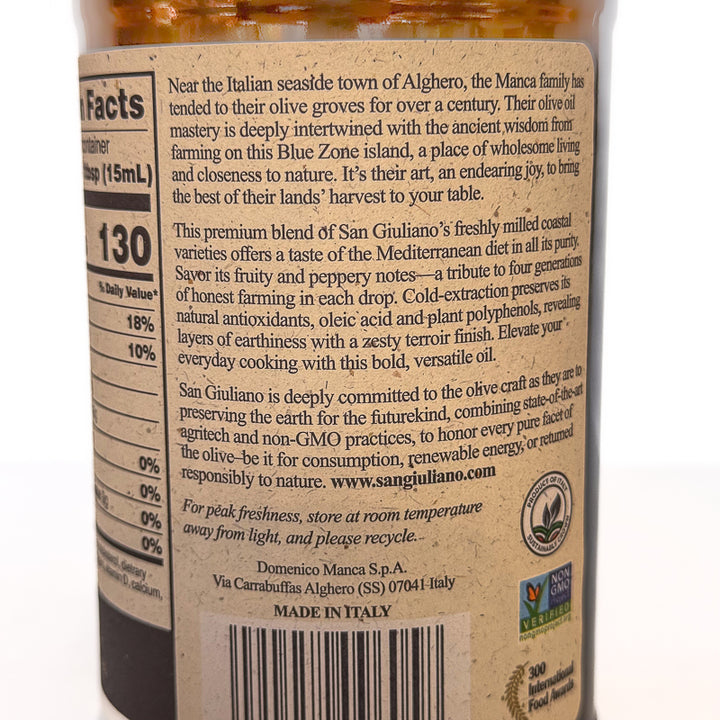 n Facts
container
tbsp (15mL)
130
% Daily Value*
18%
10%
0%
0%
0%
0%
cholesterol, dietary
vitamin D, calcium,
Near the Italian seaside town of Alghero, the Manca family has
tended to their olive groves for over a century. Their olive oil
mastery is deeply intertwined with the ancient wisdom from
farming on this Blue Zone island, a place of wholesome living
and closeness to nature. It's their art, an endearing joy, to bring
the best of their lands' harvest to your table.
This premium blend of San Giuliano's freshly milled coastal
varieties offers a taste of the Mediterranean diet in all its purity.
Savor its fruity and peppery notes—a tribute to four generations
of honest farming in each drop. Cold-extraction preserves its
natural antioxidants, oleic acid and plant polyphenols, revealing
layers of earthiness with a zesty terroir finish. Elevate your
everyday cooking with this bold, versatile oil.
San Giuliano is deeply committed to the olive craft as they are to
preserving the earth for the futurekind, combining state-of-the-art
agritech and non-GMO practices, to honor every pure facet of
the olive–be it for consumption, renewable energy, or returned
responsibly to nature. www.sangiuliano.com
For peak freshness, store at room temperature
away from light, and please recycle.
Domenico Manca S.p.A.
Via Carrabuffas Alghero (SS) 07041 Italy
MADE IN ITALY
PRODUCT OF ITALY
NON
GMO
VERIFIED
nongmoproject.org
300
International
Food Awards